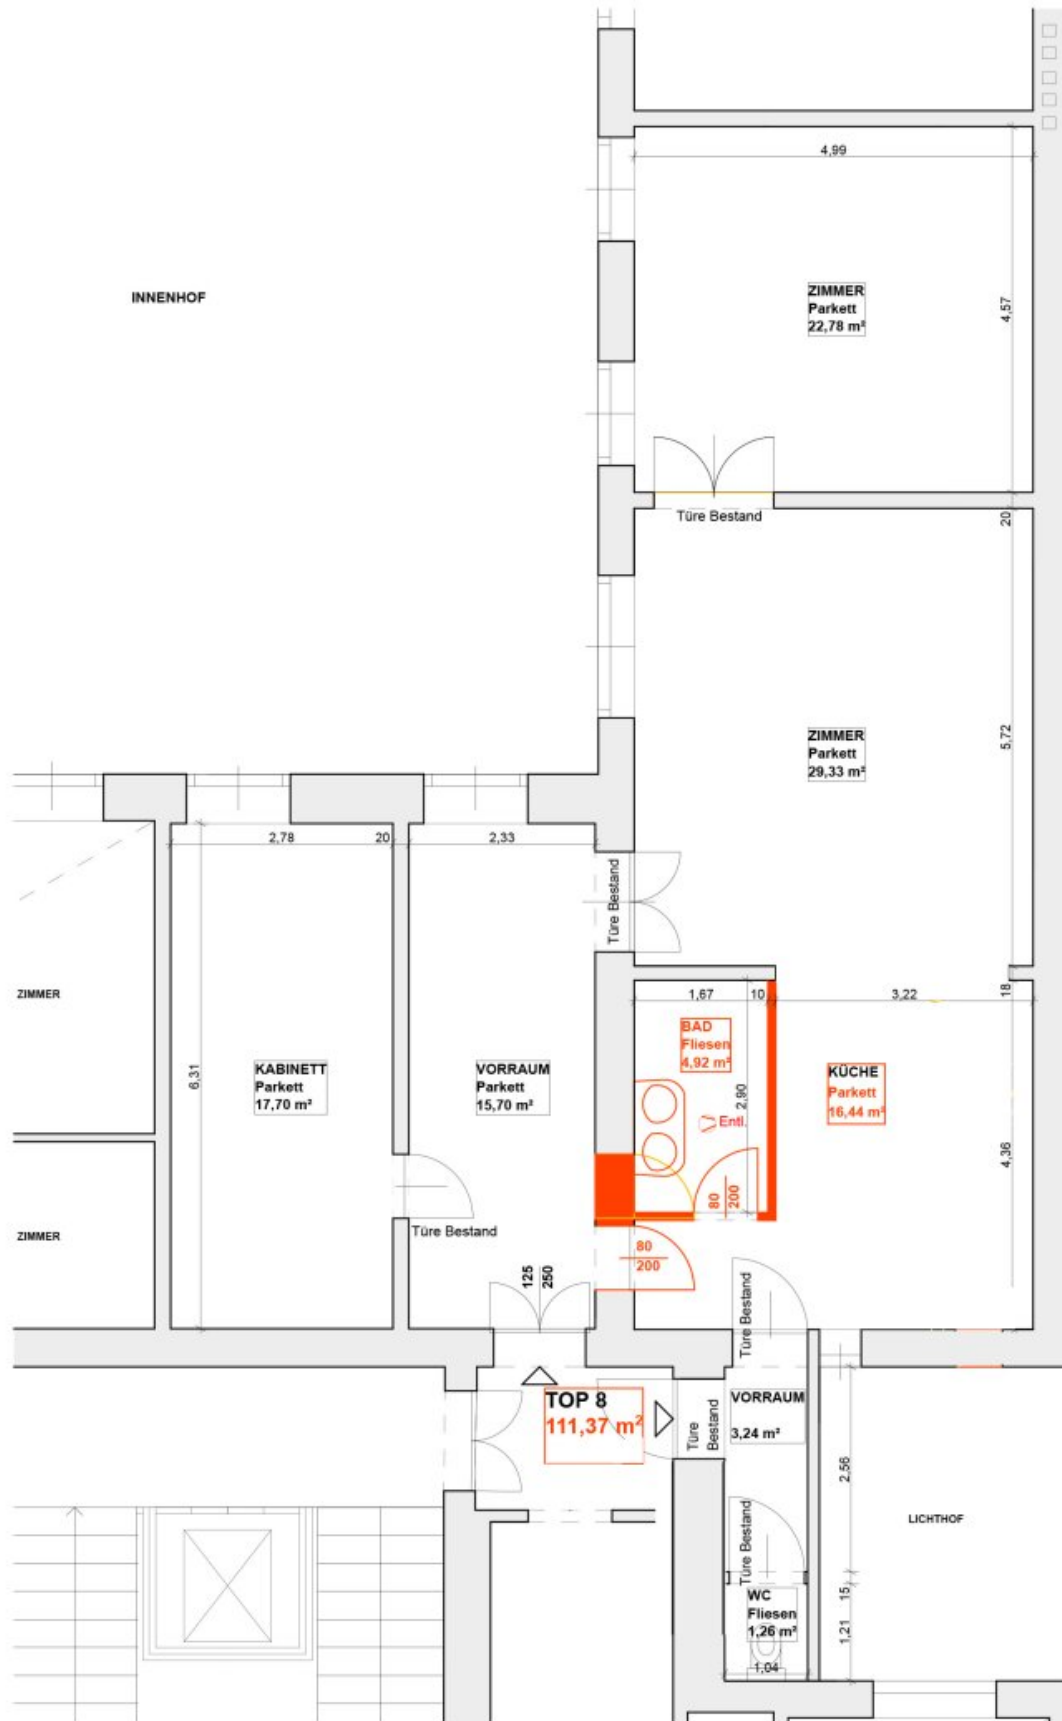 4,99
INNENHOF
ZIMMER
Parkett
22,78 m²
4,57
Türe Bestand
20
ZIMMER
Parkett
29,33 m²
5,72
2,78
20
2,33
Türe Bestand
ZIMMER
1,67
10
3,22
18
BAD
Fliesen
4,92 m²
KABINETT
Parkett
17,70 m²
6,31
VORRAUM
Parkett
15,70 m²
KÜCHE
Parkett
16,44 m²
2,90
Entl.
4,36
80
200
ZIMMER
Türe Bestand
80
200
125
250
Türe Bestand
TOP 8
111,37 m²
Türe
Bestand
VORRAUM
3,24 m²
2,56
LICHTHOF
Türe Bestand
WC
Fliesen
1,26 m²
15
1,21
1,04